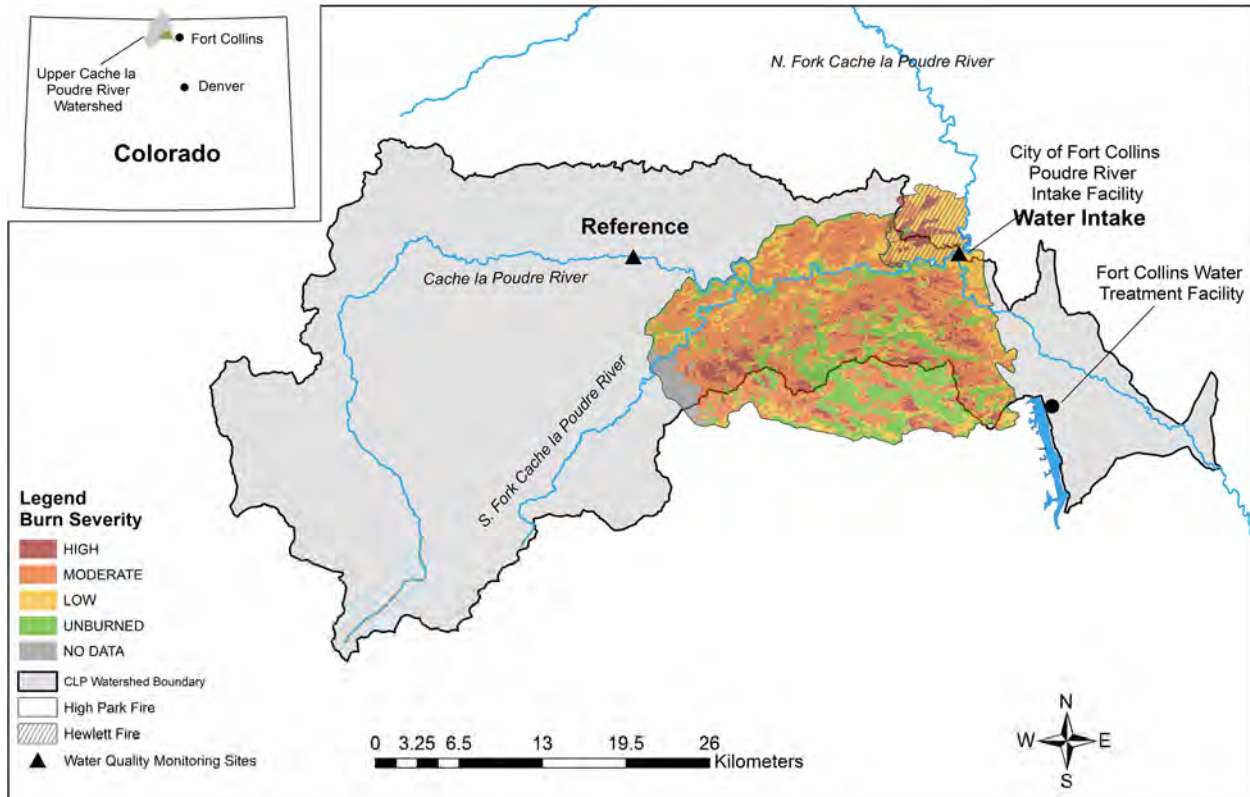 Fort Collins
Upper Cache la
Poudre River
Watershed
Denver
Colorado
N. Fork Cache la Poudre River
City of Fort Collins
Poudre River
Intake Facility
Water Intake
Reference
Cache la Poudre River
Fort Collins Water
Treatment Facility
S. Fork Cache la Poudre River
Legend
Burn Severity
HIGH
MODERATE
LOW
UNBURNED
NO DATA
CLP Watershed Boundary
High Park Fire
Hewlett Fire
Water Quality Monitoring Sites
0 3.25 6.5 13 19.5 26
Kilometers
N
W E
S